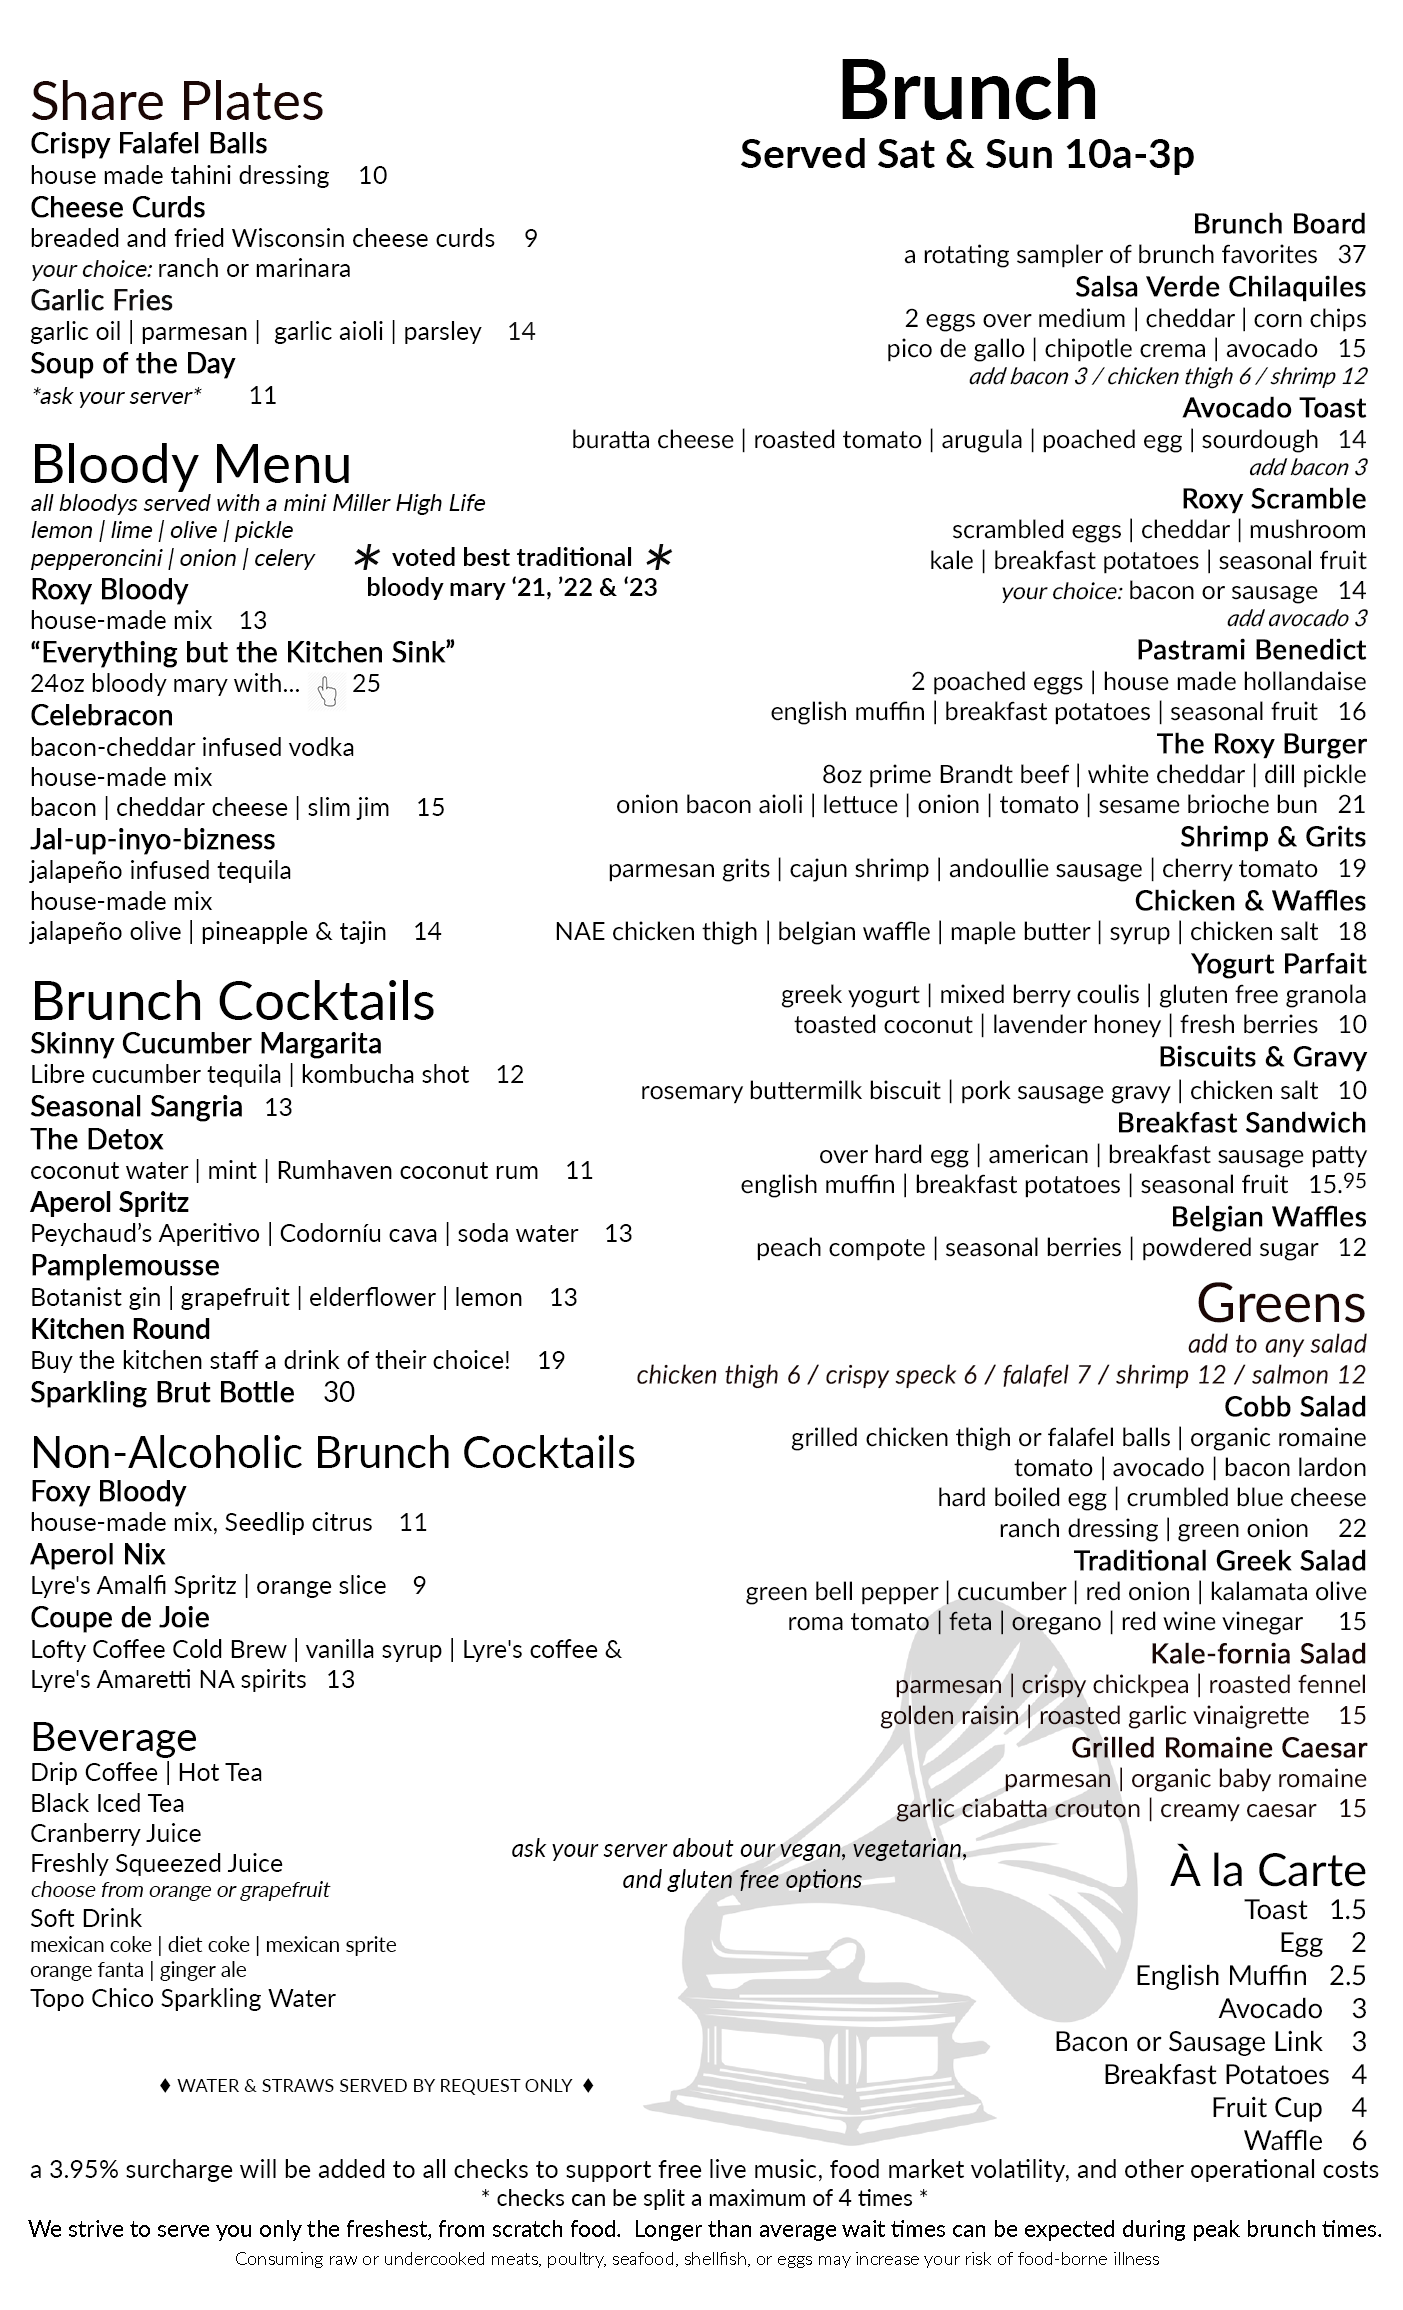 Share Plates
Crispy Falafel Balls
house made tahini dressing 10
Cheese Curds
breaded and fried Wisconsin cheese curds 9
your choice: ranch or marinara
Garlic Fries
garlic oil | parmesan | garlic aioli | parsley 14
Soup of the Day
*ask your server* 11
Bloody Menu
all bloodys served with a mini Miller High Life
lemon | lime | olive | pickle
pepperoncini | onion | celery
* voted best traditional *
bloody mary ‘21, ’22 & ‘23
Roxy Bloody
house-made mix 13
“Everything but the Kitchen Sink”
24oz bloody mary with... 25
Celebracon
bacon-cheddar infused vodka
house-made mix
bacon | cheddar cheese | slim jim 15
Jal-up-inyo-bizness
jalapeño infused tequila
house-made mix
jalapeño olive | pineapple & tajin 14
Brunch Cocktails
Skinny Cucumber Margarita
Libre cucumber tequila | kombucha shot 12
Seasonal Sangria 13
The Detox
coconut water | mint | Rumhaven coconut rum 11
Aperol Spritz
Peychaud’s Aperitivo | Codorníu cava | soda water 13
Pamplemousse
Botanist gin | grapefruit | elderflower | lemon 13
Kitchen Round
Buy the kitchen staff a drink of their choice! 19
Sparkling Brut Bottle 30
Non-Alcoholic Brunch Cocktails
Foxy Bloody
house-made mix, Seedlip citrus 11
Aperol Nix
Lyre's Amalfi Spritz | orange slice 9
Coupe de Joie
Lofty Coffee Cold Brew | vanilla syrup | Lyre's coffee &
Lyre's Amaretti NA spirits 13
Beverage
Drip Coffee | Hot Tea
Black Iced Tea
Cranberry Juice
Freshly Squeezed Juice
choose from orange or grapefruit
Soft Drink
mexican coke | diet coke | mexican sprite
orange fanta | ginger ale
Topo Chico Sparkling Water
♦ WATER & STRAWS SERVED BY REQUEST ONLY ♦
Brunch
Served Sat & Sun 10a-3p
Brunch Board
a rotating sampler of brunch favorites 37
Salsa Verde Chilaquiles
2 eggs over medium | cheddar | corn chips
pico de gallo | chipotle crema | avocado 15
add bacon 3 / chicken thigh 6 / shrimp 12
Avocado Toast
buratta cheese | roasted tomato | arugula | poached egg | sourdough 14
add bacon 3
Roxy Scramble
scrambled eggs | cheddar | mushroom
kale | breakfast potatoes | seasonal fruit
your choice: bacon or sausage 14
add avocado 3
Pastrami Benedict
2 poached eggs | house made hollandaise
english muffin | breakfast potatoes | seasonal fruit 16
The Roxy Burger
8oz prime Brandt beef | white cheddar | dill pickle
onion bacon aioli | lettuce | onion | tomato | sesame brioche bun 21
Shrimp & Grits
parmesan grits | cajun shrimp | andoullie sausage | cherry tomato 19
Chicken & Waffles
NAE chicken thigh | belgian waffle | maple butter | syrup | chicken salt 18
Yogurt Parfait
greek yogurt | mixed berry coulis | gluten free granola
toasted coconut | lavender honey | fresh berries 10
Biscuits & Gravy
rosemary buttermilk biscuit | pork sausage gravy | chicken salt 10
Breakfast Sandwich
over hard egg | american | breakfast sausage patty
english muffin | breakfast potatoes | seasonal fruit 15.95
Belgian Waffles
peach compote | seasonal berries | powdered sugar 12
Greens
add to any salad
chicken thigh 6 / crispy speck 6 / falafel 7 / shrimp 12 / salmon 12
Cobb Salad
grilled chicken thigh or falafel balls | organic romaine
tomato | avocado | bacon lardon
hard boiled egg | crumbled blue cheese
ranch dressing | green onion 22
Traditional Greek Salad
green bell pepper | cucumber | red onion | kalamata olive
roma tomato | feta | oregano | red wine vinegar 15
Kale-fornia Salad
parmesan | crispy chickpea | roasted fennel
golden raisin | roasted garlic vinaigrette 15
Grilled Romaine Caesar
parmesan | organic baby romaine
garlic ciabatta crouton | creamy caesar 15
ask your server about our vegan, vegetarian,
and gluten free options
À la Carte
Toast 1.5
Egg 2
English Muffin 2.5
Avocado 3
Bacon or Sausage Link 3
Breakfast Potatoes 4
Fruit Cup 4
Waffle 6
a 3.95% surcharge will be added to all checks to support free live music, food market volatility, and other operational costs
* checks can be split a maximum of 4 times *
We strive to serve you only the freshest, from scratch food. Longer than average wait times can be expected during peak brunch times.
Consuming raw or undercooked meats, poultry, seafood, shellfish, or eggs may increase your risk of food-borne illness